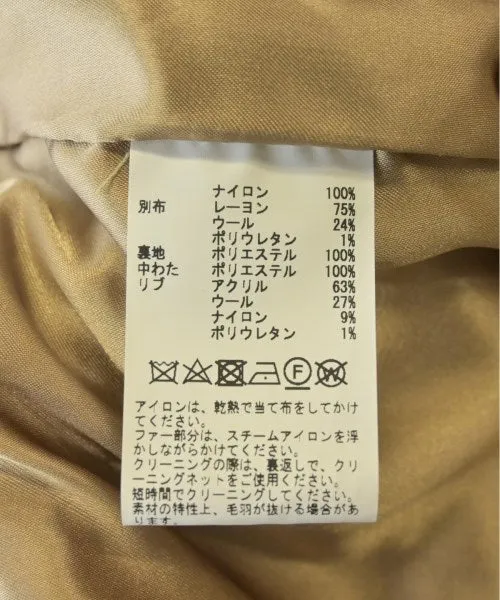 ナイロン 100%
別布 レーヨン 75%
ウール 24%
ポリウレタン 1%
裏地 ポリエステル 100%
中わた ポリエステル 100%
リブ アクリル 63%
ウール 27%
ナイロン 9%
ポリウレタン 1%
F W
アイロンは、乾熱で当て布をしてかけ
てください。
ファー部分は、スチームアイロンを浮
かしながらかけてください。
クリーニングの際は、裏返しで、クリ
ーニングネットをご使用ください。
短時間でクリーニングしてください。
素材の特性上、毛羽が抜ける場合があ
ります。